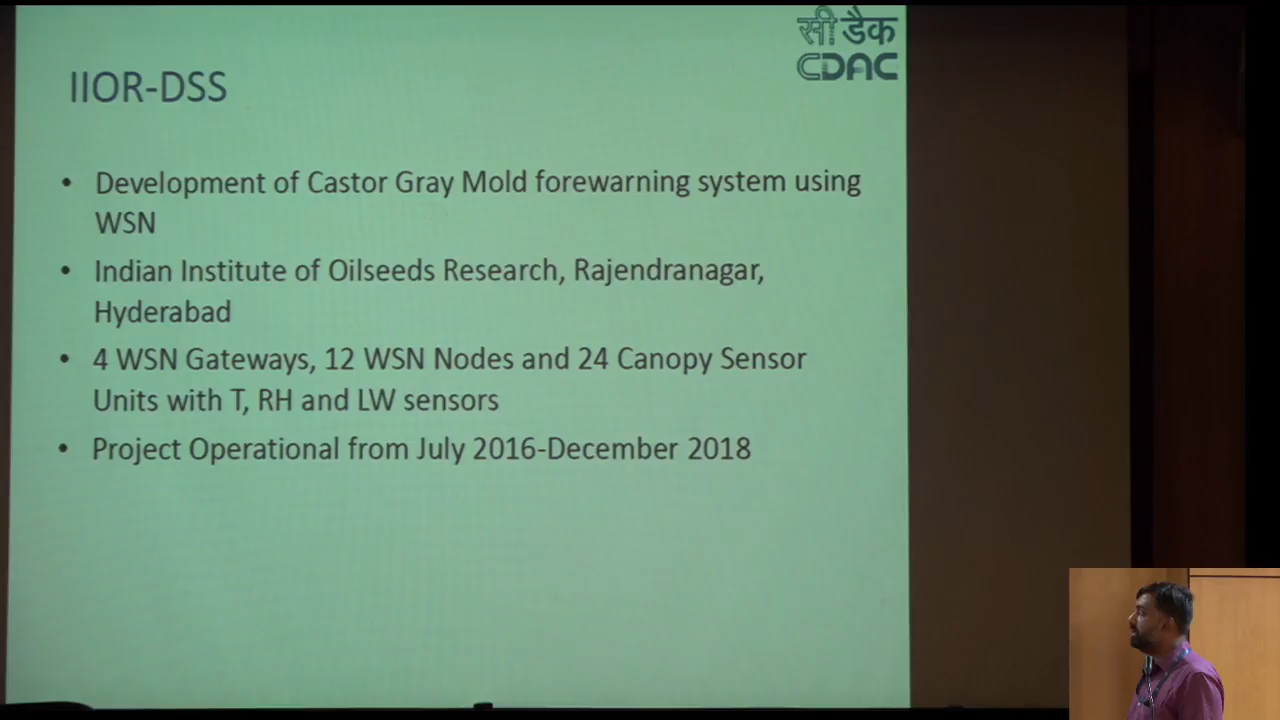 सी डैक
CDAC
IIOR-DSS
• Development of Castor Gray Mold forewarning system using
WSN
• Indian Institute of Oilseeds Research, Rajendranagar,
Hyderabad
• 4 WSN Gateways, 12 WSN Nodes and 24 Canopy Sensor
Units with T, RH and LW sensors
• Project Operational from July 2016-December 2018